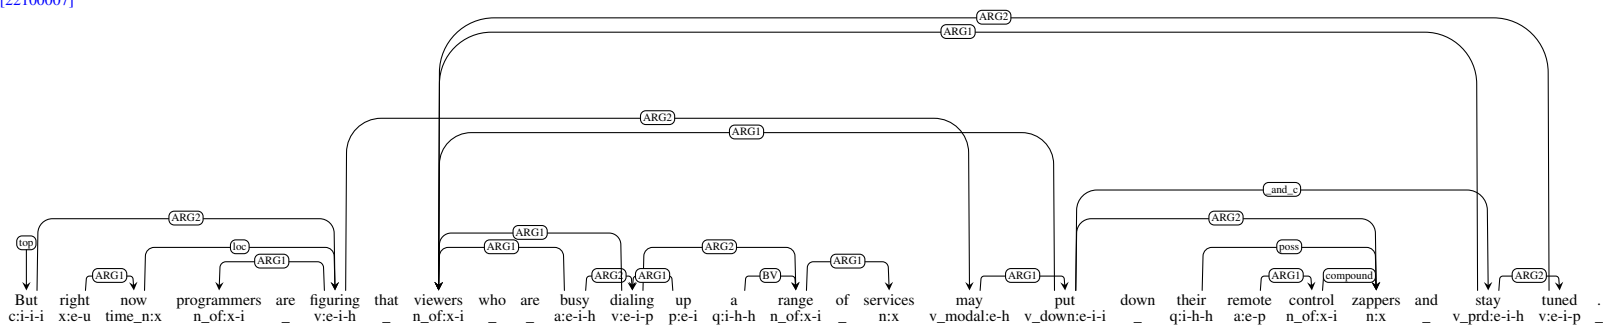 [22100007]
ARG2
ARG1
ARG2
ARG1
_and_c
ARG2 ARG2
top ARG1
loc ARG1 ARG2 poss
ARG1 ARG1
ARG1 ARG2 ARG1 BV ARG1 ARG1 compound ARG2
But right now programmers are figuring that viewers who are busy dialing up a range of services may put down their remote control zappers and stay tuned .
c:i-i-i x:e-u time_n:x n_of:x-i _ v:e-i-h _ n_of:x-i _ _ a:e-i-h v:e-i-p p:e-i q:i-h-h n_of:x-i _ n:x v_modal:e-h v_down:e-i-i _ q:i-h-h a:e-p n_of:x-i n:x _ v_prd:e-i-h v:e-i-p _